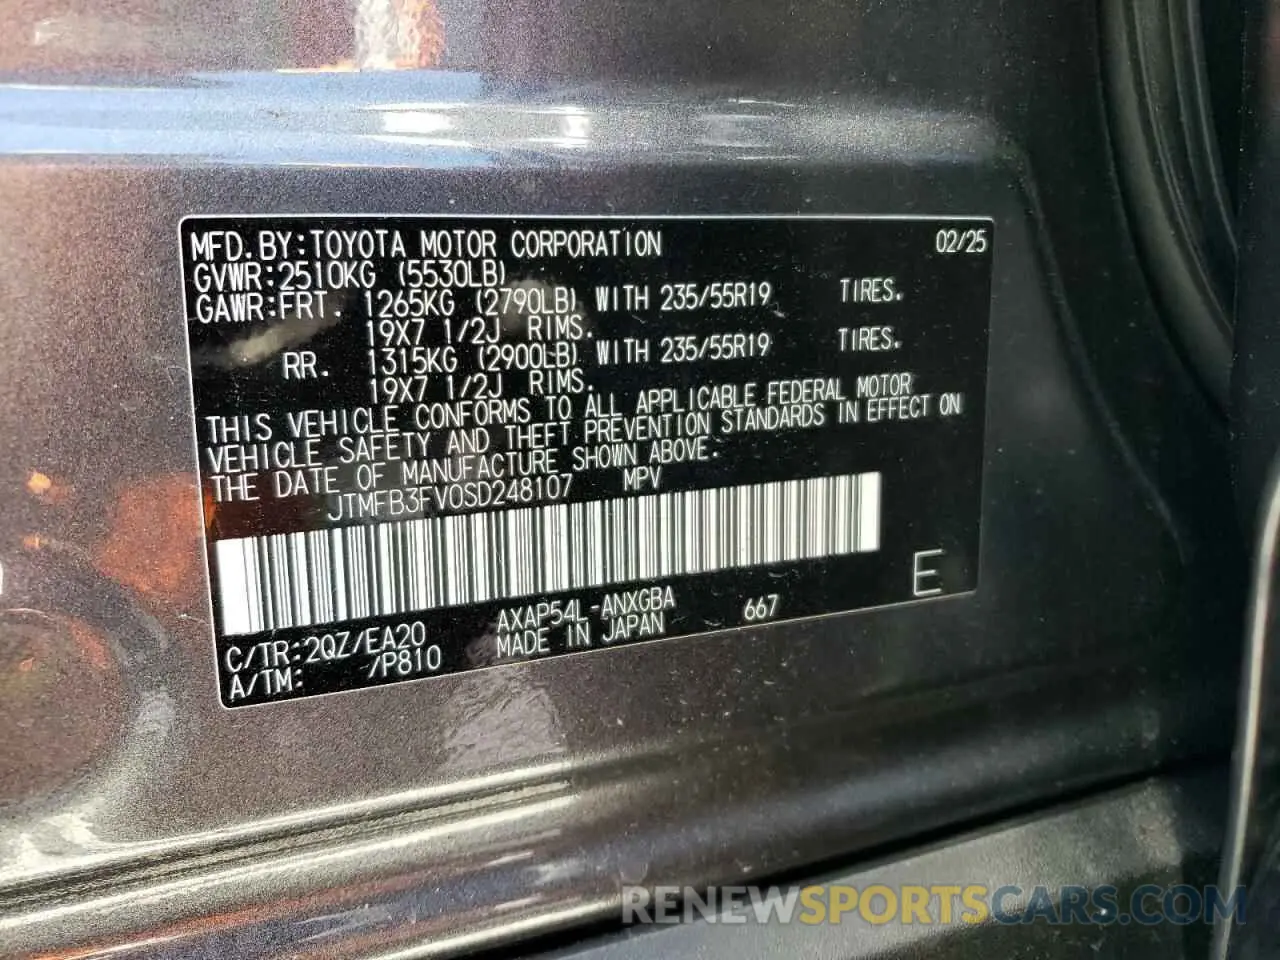 MFD.BY:TOYOTA MOTOR CORPORATION 02/25
GVWR:2510KG (5530LB)
GAWR:FRT. 1265KG (2790LB) WITH 235/55R19 TIRES.
19X7 1/2J RIMS.
RR. 1315KG (2900LB) WITH 235/55R19 TIRES.
19X7 1/2J RIMS.
THIS VEHICLE CONFORMS TO ALL APPLICABLE FEDERAL MOTOR
VEHICLE SAFETY AND THEFT PREVENTION STANDARDS IN EFFECT ON
THE DATE OF MANUFACTURE SHOWN ABOVE.
JTMFB3FV0SD248107 MPV
E
C/TR:2QZ/EA20 AXAP54L-ANXGBA 667
A/TM: /P810 MADE IN JAPAN
RENEWSPORTSCARS.COM